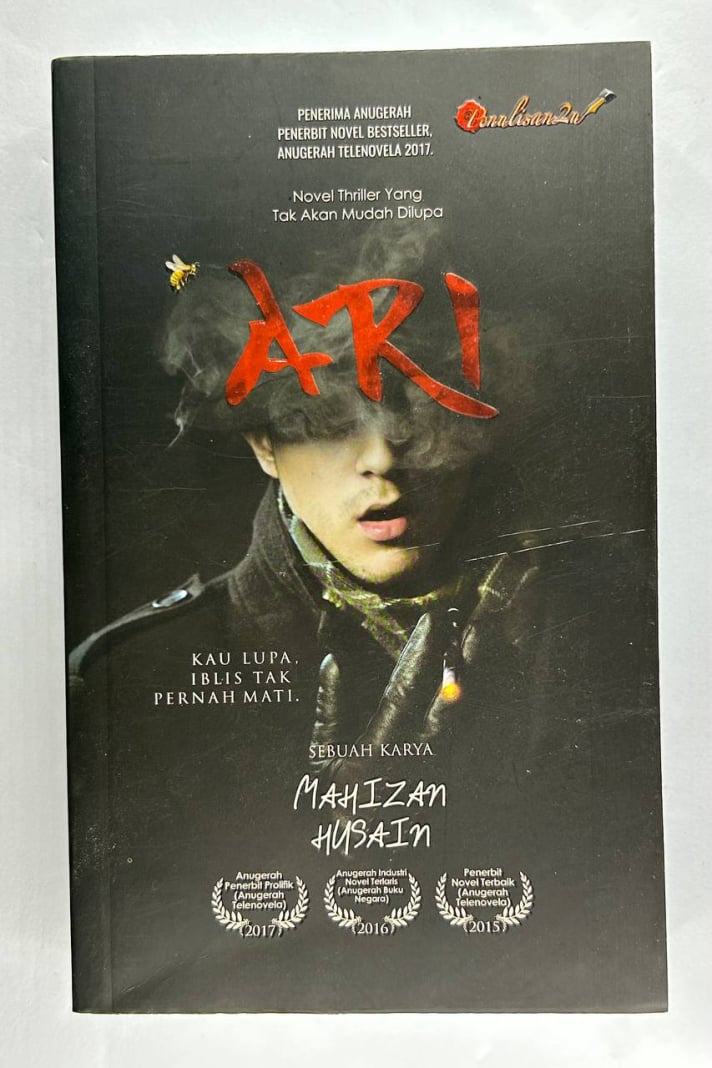 PENERIMA ANUGERAH
PENERBIT NOVEL BESTSELLER,
ANUGERAH TELENOVELA 2017.
Penulisan2u
Novel Thriller Yang
Tak Akan Mudah Dilupa
ARI
KAU LUPA,
IBLIS TAK
PERNAH MATI.
SEBUAH KARYA
MAHIZAN
HUSAIN
Anugerah
Penerbit Prolifik
(Anugerah
Telenovela)
(2017)
Anugerah Industri
Novel Terlaris
(Anugerah Buku
Negara)
(2016)
Penerbit
Novel Terbaik
(Anugerah
Telenovela)
(2015)